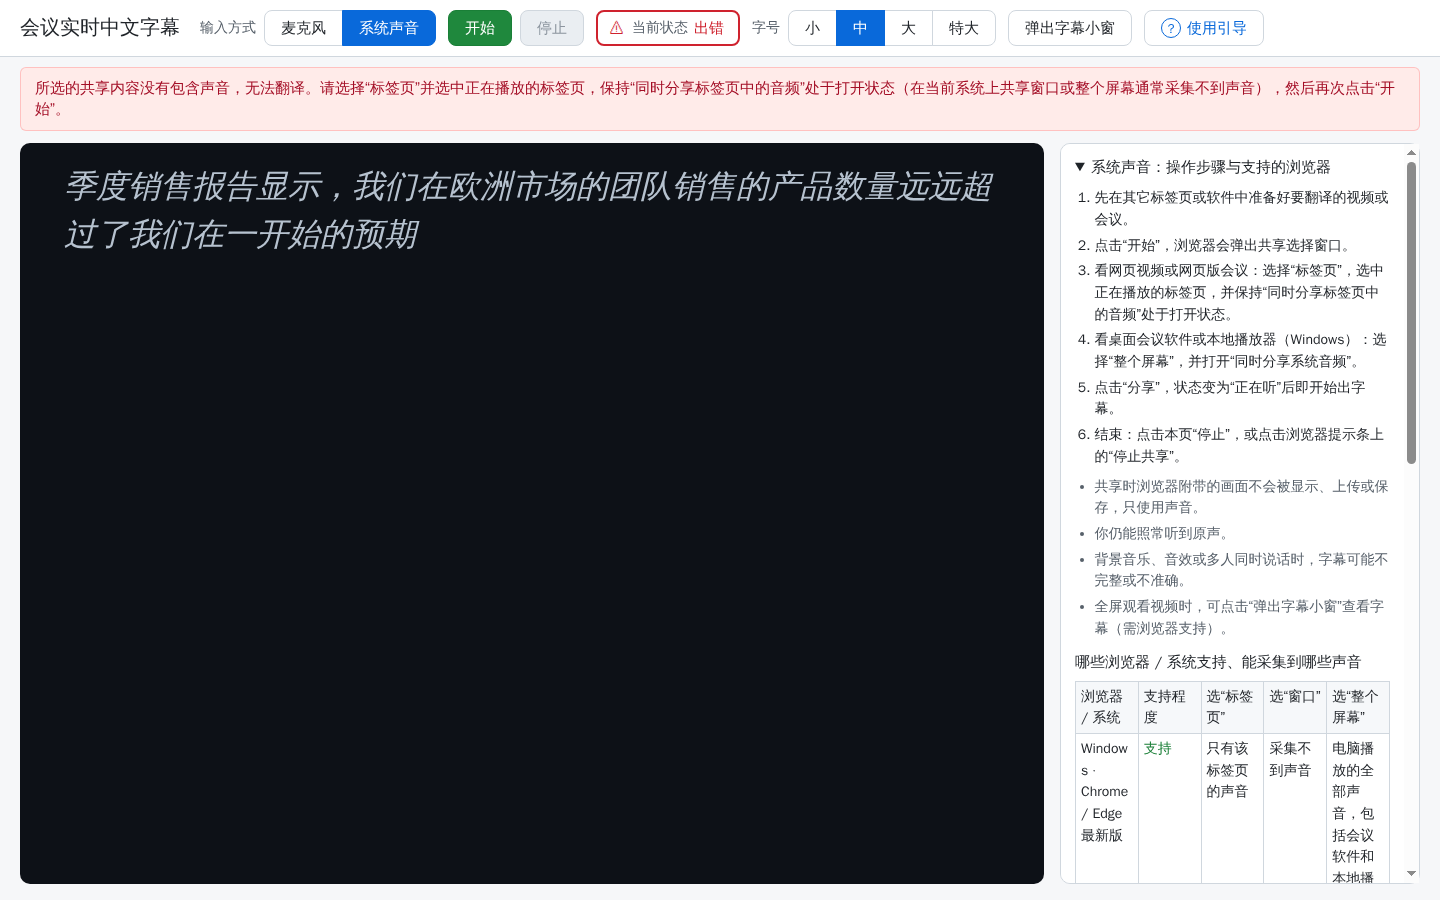 会议实时中文字幕
输入方式
麦克风
系统声音
开始
停止
当前状态 出错
字号
小
中
大
特大
弹出字幕小窗
? 使用引导
所选的共享内容没有包含声音，无法翻译。请选择“标签页”并选中正在播放的标签页，保持“同时分享标签页中的音频”处于打开状态（在当前系统上共享窗口或整个屏幕通常采集不到声音），然后再次点击“开
始”。
季度销售报告显示，我们在欧洲市场的团队销售的产品数量远远超
过了我们在一开始的预期
▼ 系统声音：操作步骤与支持的浏览器
1. 先在其它标签页或软件中准备好要翻译的视频或
会议。
2. 点击“开始”，浏览器会弹出共享选择窗口。
3. 看网页视频或网页版会议：选择“标签页”，选中
正在播放的标签页，并保持“同时分享标签页中
的音频”处于打开状态。
4. 看桌面会议软件或本地播放器（Windows）：选
择“整个屏幕”，并打开“同时分享系统音频”。
5. 点击“分享”，状态变为“正在听”后即开始出字
幕。
6. 结束：点击本页“停止”，或点击浏览器提示条上
的“停止共享”。
• 共享时浏览器附带的画面不会被显示、上传或保
存，只使用声音。
• 你仍能照常听到原声。
• 背景音乐、音效或多人同时说话时，字幕可能不
完整或不准确。
• 全屏观看视频时，可点击“弹出字幕小窗”查看字
幕（需浏览器支持）。
哪些浏览器 / 系统支持、能采集到哪些声音
浏览器
/ 系统
支持程
度
选“标签
页”
选“窗口”
选“整个
屏幕”
Window
s ·
Chrome
/ Edge
最新版
支持
只有该
标签页
的声音
采集不
到声音
电脑播
放的全
部声
音，包
括会议
软件和
本地播